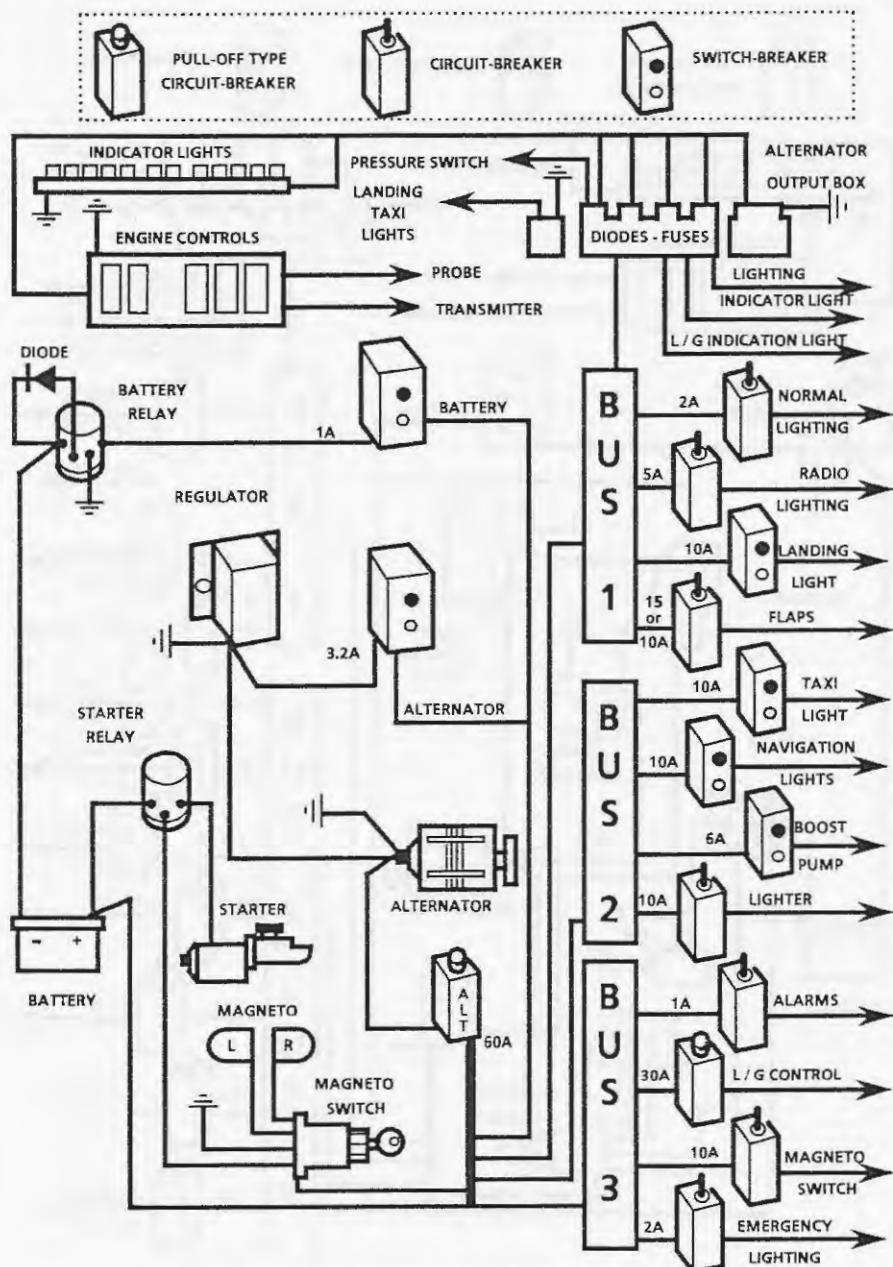 PULL-OFF TYPE
CIRCUIT-BREAKER
CIRCUIT-BREAKER
SWITCH-BREAKER
INDICATOR LIGHTS
PRESSURE SWITCH
ALTERNATOR
OUTPUT BOX
LANDING
TAXI
LIGHTS
ENGINE CONTROLS
DIODES - FUSES
PROBE
LIGHTING
TRANSMITTER
INDICATOR LIGHT
L / G INDICATION LIGHT
DIODE
BATTERY
RELAY
1A
BATTERY
BUS 1
2A
NORMAL
LIGHTING
5A
RADIO
LIGHTING
REGULATOR
10A
LANDING
LIGHT
15
or
10A
FLAPS
3.2A
ALTERNATOR
STARTER
RELAY
BUS 2
10A
TAXI
LIGHT
10A
NAVIGATION
LIGHTS
6A
BOOST
PUMP
10A
LIGHTER
ALTERNATOR
STARTER
- +
BATTERY
ALT
60A
MAGNETO
L R
MAGNETO
SWITCH
BUS 3
1A
ALARMS
30A
L / G CONTROL
10A
MAGNETO
SWITCH
2A
EMERGENCY
LIGHTING